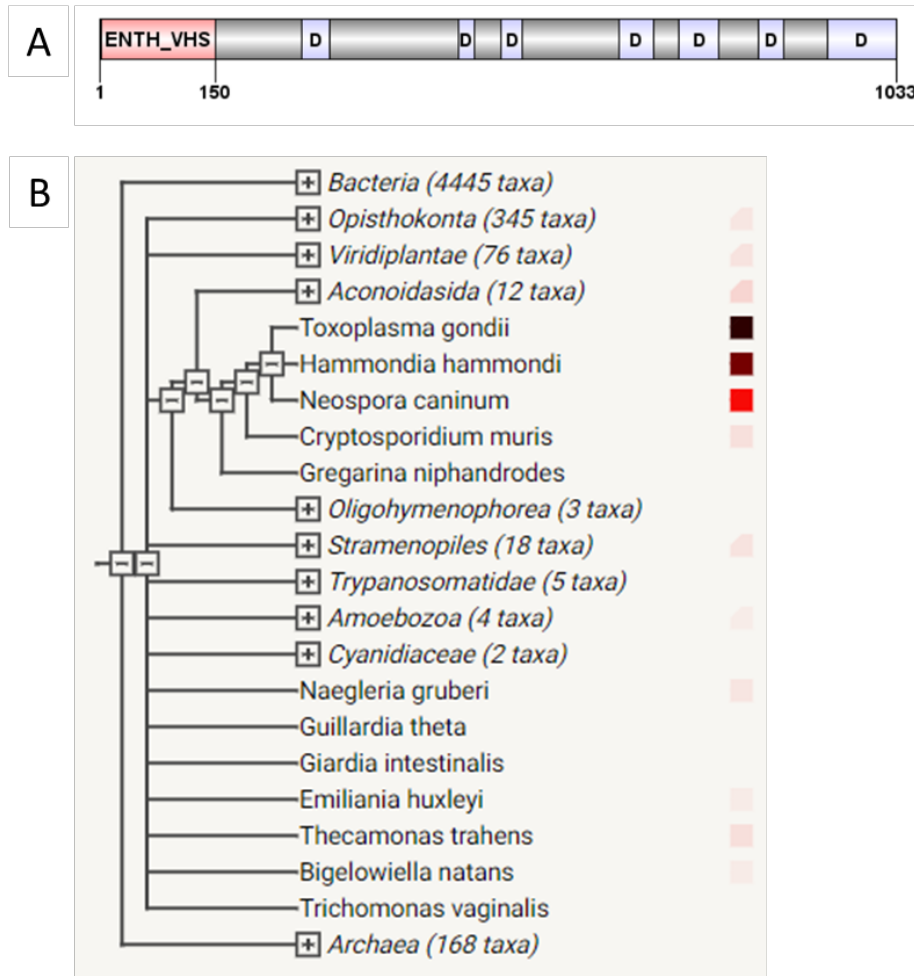 A
ENTH_VHS D D D D D D D
1 150 1033
B
Bacteria (4445 taxa)
Opisthokonta (345 taxa)
Viridiplantae (76 taxa)
Aconoidasida (12 taxa)
Toxoplasma gondii
Hammondia hammondi
Neospora caninum
Cryptosporidium muris
Gregarina niphandrodes
Oligohymenophorea (3 taxa)
Stramenopiles (18 taxa)
Trypanosomatidae (5 taxa)
Amoebozoa (4 taxa)
Cyanidiaceae (2 taxa)
Naegleria gruberi
Guillardia theta
Giardia intestinalis
Emiliania huxleyi
Thecamonas trahens
Bigelowiella natans
Trichomonas vaginalis
Archaea (168 taxa)